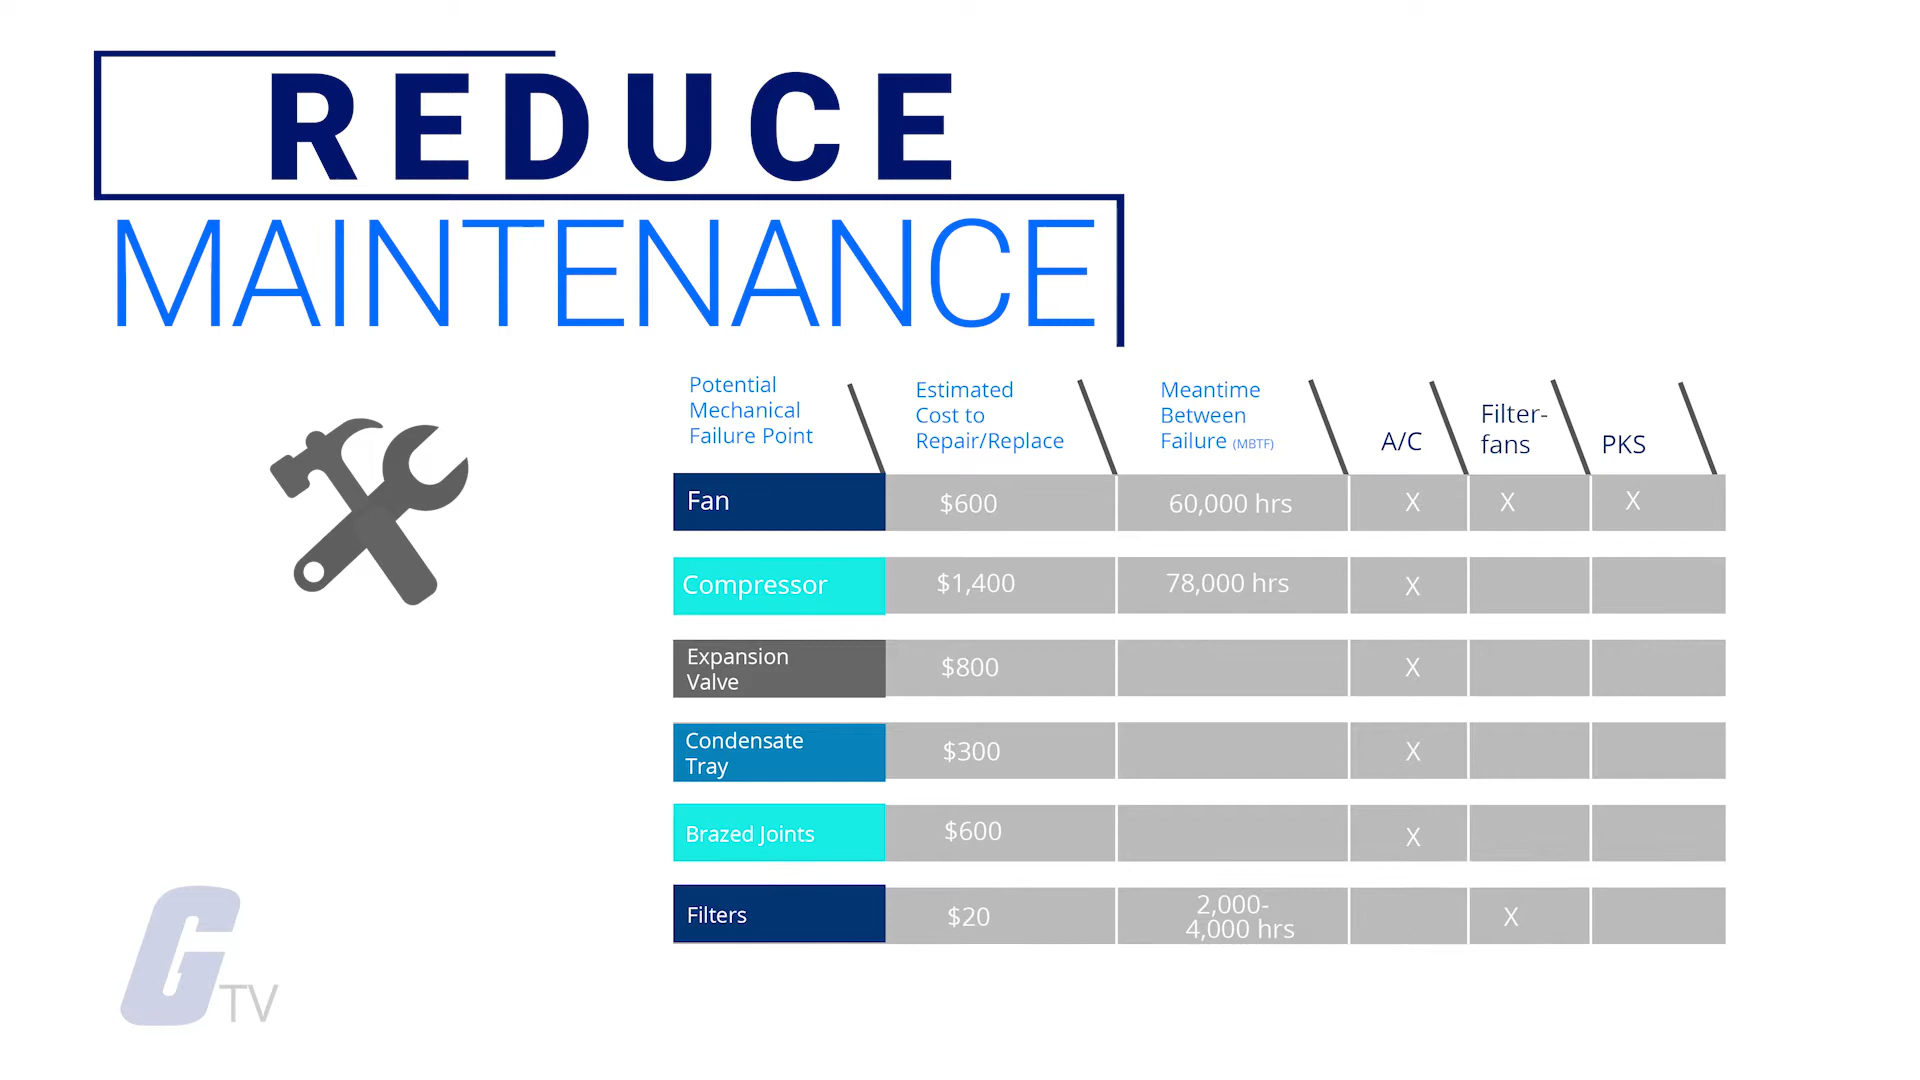 REDUCE
MAINTENANCE
Potential
Mechanical
Failure Point
Estimated
Cost to
Repair/Replace
Meantime
Between
Failure (MBTF)
A/C
Filter-
fans
PKS
Fan $600 60,000 hrs X X X
Compressor $1,400 78,000 hrs X
Expansion
Valve
$800 X
Condensate
Tray
$300 X
Brazed Joints $600 X
Filters $20 2,000-
4,000 hrs X
G TV